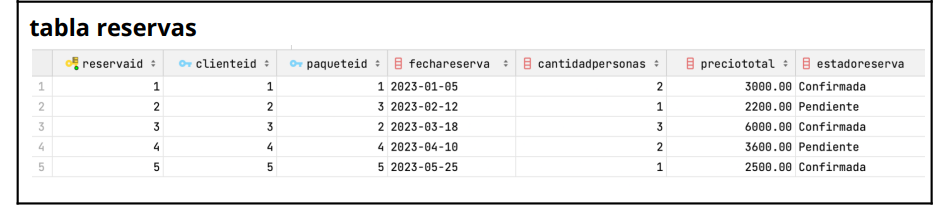 tabla reservas
reservaid clienteid paqueteid fechareserva cantidadpersonas preciototal estadoreserva
1 1 1 1 2023-01-05 2 3000.00 Confirmada
2 2 2 3 2023-02-12 1 2200.00 Pendiente
3 3 3 2 2023-03-18 3 6000.00 Confirmada
4 4 4 4 2023-04-10 2 3600.00 Pendiente
5 5 5 5 2023-05-25 1 2500.00 Confirmada